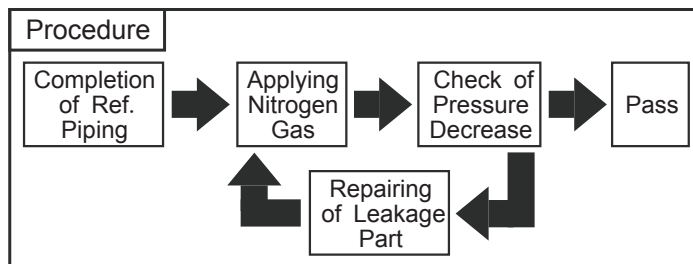 Procedure
Completion
of Ref.
Piping
Applying
Nitrogen
Gas
Check of
Pressure
Decrease
Pass
Repairing
of Leakage
Part